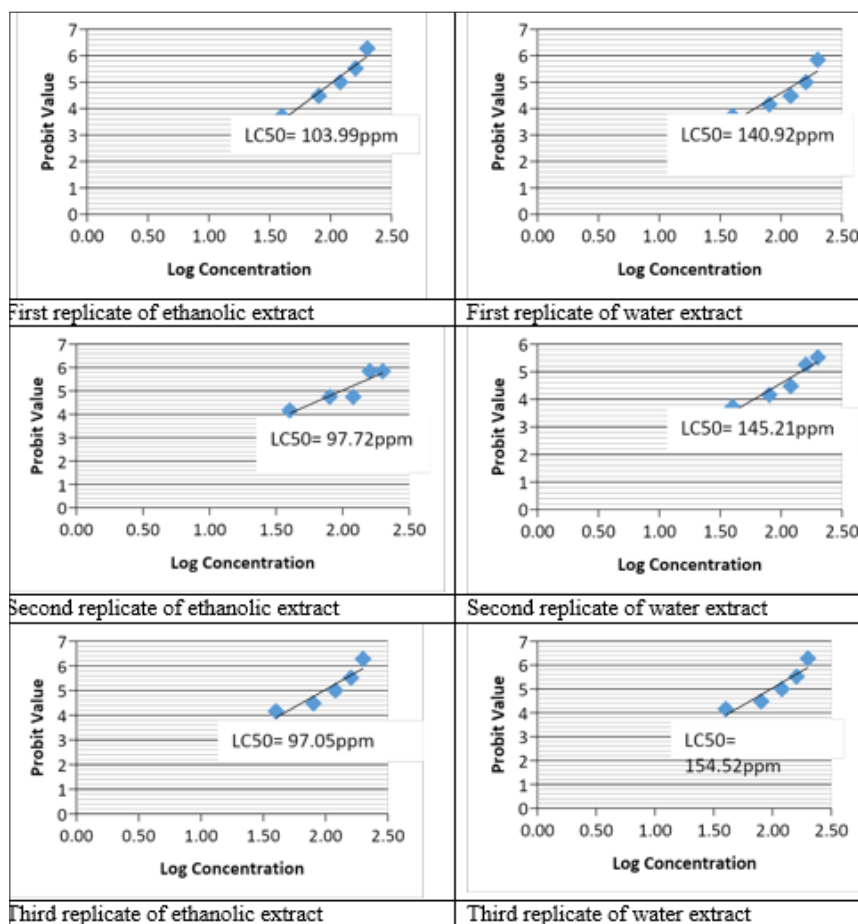 7
6
5
4
3
2
1
0
Probit Value
LC50= 103.99ppm
0.00 0.50 1.00 1.50 2.00 2.50
Log Concentration
First replicate of ethanolic extract
7
6
5
4
3
2
1
0
Probit Value
LC50= 140.92ppm
0.00 0.50 1.00 1.50 2.00 2.50
Log Concentration
First replicate of water extract
7
6
5
4
3
2
1
0
Probit Value
LC50= 97.72ppm
0.00 0.50 1.00 1.50 2.00 2.50
Log Concentration
Second replicate of ethanolic extract
6
5
4
3
2
1
0
Probit Value
LC50= 145.21ppm
0.00 0.50 1.00 1.50 2.00 2.50
Log Concentration
Second replicate of water extract
7
6
5
4
3
2
1
0
Probit Value
LC50= 97.05ppm
0.00 0.50 1.00 1.50 2.00 2.50
Log Concentration
Third replicate of ethanolic extract
7
6
5
4
3
2
1
0
Probit Value
LC50=
154.52ppm
0.00 0.50 1.00 1.50 2.00 2.50
Log Concentration
Third replicate of water extract